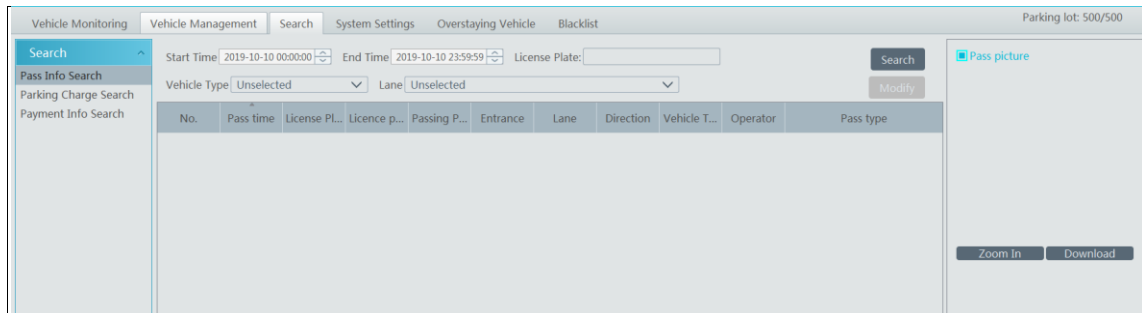 Vehicle Monitoring Vehicle Management Search System Settings Overstaying Vehicle Blacklist Parking lot: 500/500
Search
Pass Info Search
Parking Charge Search
Payment Info Search
Start Time 2019-10-10 00:00:00 End Time 2019-10-10 23:59:59 License Plate: Search
Vehicle Type Unselected Lane Unselected Modify
No. Pass time License Pl... Licence p... Passing P... Entrance Lane Direction Vehicle T... Operator Pass type
Pass picture
Zoom In Download